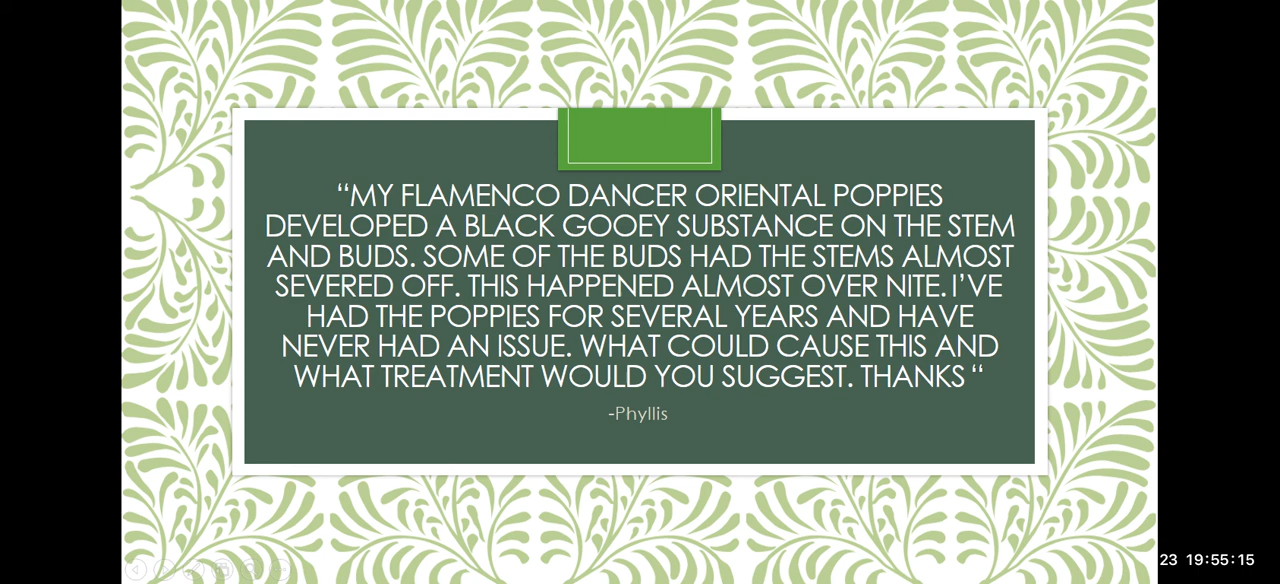 “MY FLAMENCO DANCER ORIENTAL POPPIES
DEVELOPED A BLACK GOOEY SUBSTANCE ON THE STEM
AND BUDS. SOME OF THE BUDS HAD THE STEMS ALMOST
SEVERED OFF. THIS HAPPENED ALMOST OVER NITE. I’VE
HAD THE POPPIES FOR SEVERAL YEARS AND HAVE
NEVER HAD AN ISSUE. WHAT COULD CAUSE THIS AND
WHAT TREATMENT WOULD YOU SUGGEST. THANKS “
-Phyllis
23 19:55:15